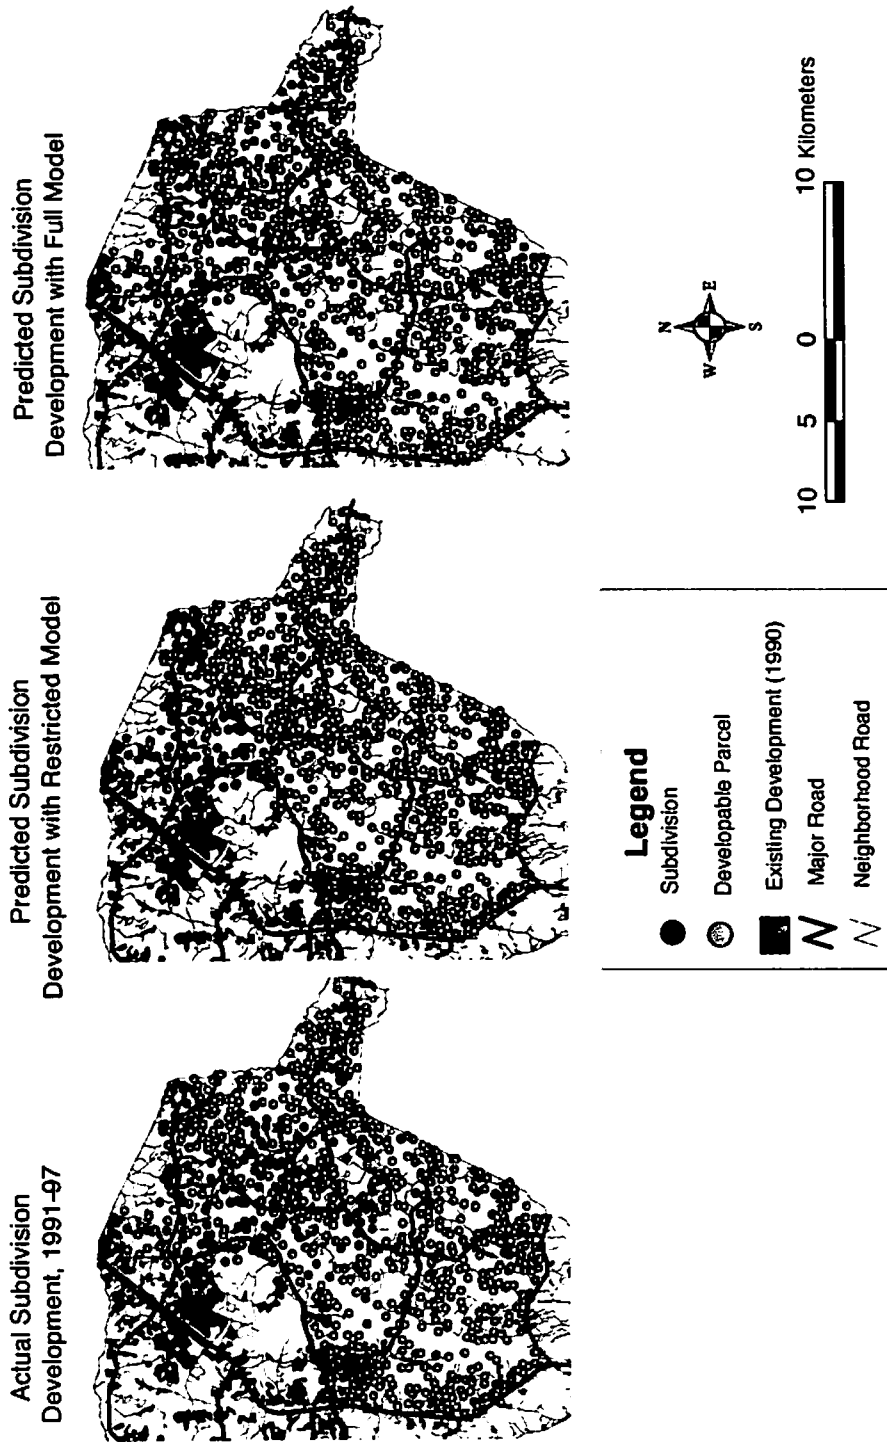 Actual Subdivision
Development, 1991-97
Predicted Subdivision
Development with Restricted Model
Predicted Subdivision
Development with Full Model
Legend
Subdivision
Developable Parcel
Existing Development (1990)
Major Road
Neighborhood Road
N
W
E
S
10
5
0
10 Kilometers